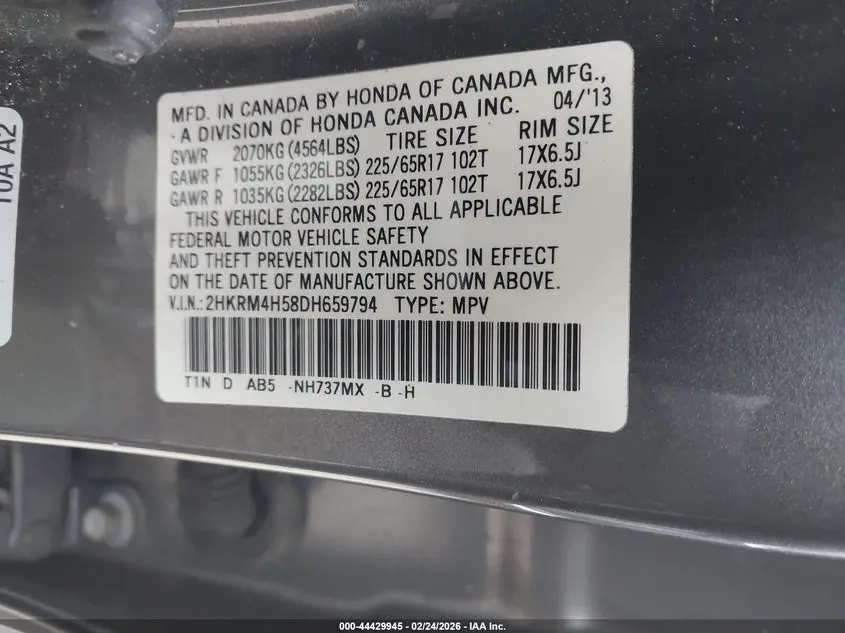 MFD. IN CANADA BY HONDA OF CANADA MFG.,
- A DIVISION OF HONDA CANADA INC. 04/'13
GVWR 2070KG (4564LBS) TIRE SIZE RIM SIZE
GAWR F 1055KG (2326LBS) 225/65R17 102T 17X6.5J
GAWR R 1035KG (2282LBS) 225/65R17 102T 17X6.5J
THIS VEHICLE CONFORMS TO ALL APPLICABLE
FEDERAL MOTOR VEHICLE SAFETY
AND THEFT PREVENTION STANDARDS IN EFFECT
ON THE DATE OF MANUFACTURE SHOWN ABOVE.
V.I.N.: 2HKRM4H58DH659794 TYPE: MPV
T1N D AB5 -NH737MX -B -H
10A A2
000-44429945 - 02/24/2026 - IAA Inc.